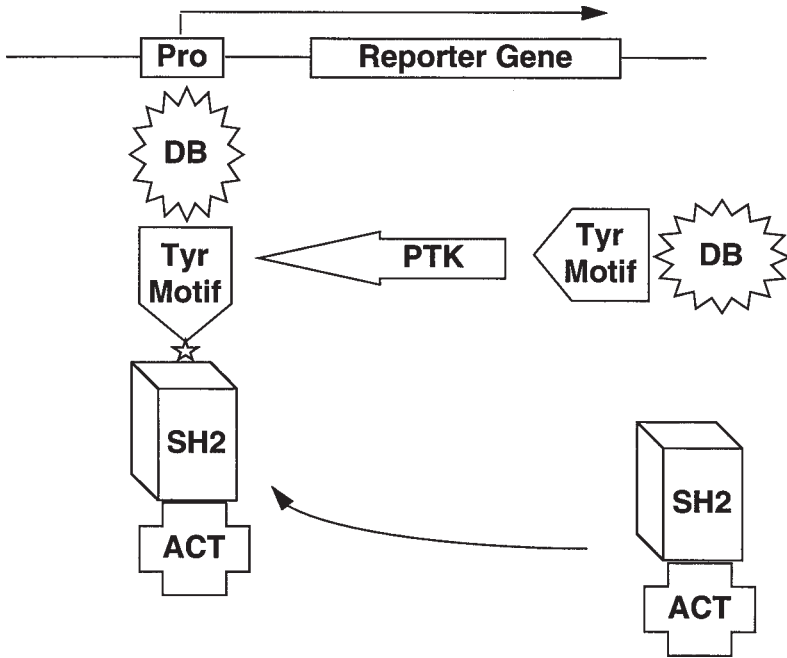 Pro
Reporter Gene
DB
Tyr
Motif
PTK
Tyr
Motif
DB
SH2
ACT
SH2
ACT